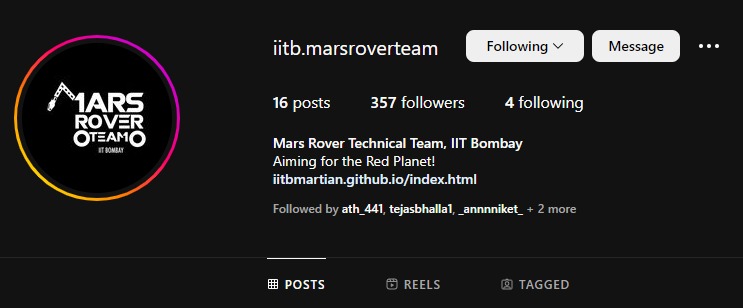 iitb.marsroverteam Following Message
MARS
ROVER
TEAM
IIT BOMBAY
16 posts 357 followers 4 following
Mars Rover Technical Team, IIT Bombay
Aiming for the Red Planet!
iitbmartian.github.io/index.html
Followed by ath_441, tejasbhalla1, _annnniket_ + 2 more
POSTS REELS TAGGED